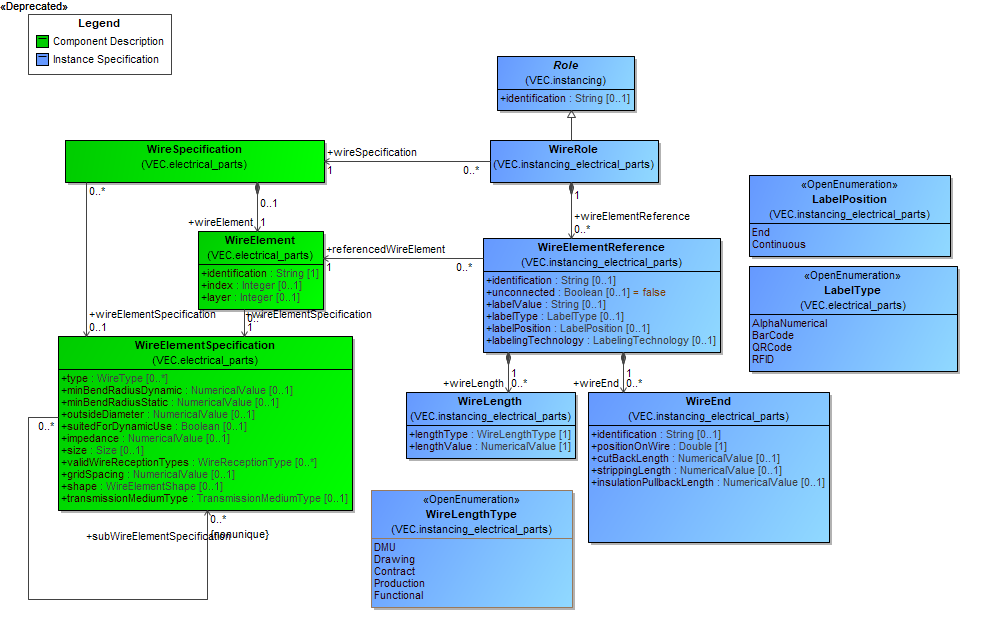 «Deprecated»
Legend
Component Description
Instance Specification
Role
(VEC.instancing)
+identification : String [0..1]
WireSpecification
(VEC.electrical_parts)
+wireSpecification
1
0..*
WireRole
(VEC.instancing_electrical_parts)
0..*
0..1
+wireElement
1
1
+wireElementReference
0..*
«OpenEnumeration»
LabelPosition
(VEC.instancing_electrical_parts)
End
Continuous
WireElement
(VEC.electrical_parts)
+identification : String [1]
+index : Integer [0..1]
+layer : Integer [0..1]
+referencedWireElement
1
0..*
WireElementReference
(VEC.instancing_electrical_parts)
+identification : String [0..1]
+unconnected : Boolean [0..1] = false
+labelValue : String [0..1]
+labelType : LabelType [0..1]
+labelPosition : LabelPosition [0..1]
+labelingTechnology : LabelingTechnology [0..1]
«OpenEnumeration»
LabelType
(VEC.electrical_parts)
AlphaNumerical
BarCode
QRCode
RFID
+wireElementSpecification
0..1
0..*
+wireElementSpecification
1
WireElementSpecification
(VEC.electrical_parts)
+type : WireType [0..*]
+minBendRadiusDynamic : NumericalValue [0..1]
+minBendRadiusStatic : NumericalValue [0..1]
+outsideDiameter : NumericalValue [0..1]
+suitedForDynamicUse : Boolean [0..1]
+impedance : NumericalValue [0..1]
+size : Size [0..1]
+validWireReceptionTypes : WireReceptionType [0..*]
+gridSpacing : NumericalValue [0..1]
+shape : WireElementShape [0..1]
+transmissionMediumType : TransmissionMediumType [0..1]
0..*
0..*
+subWireElementSpecification
{nonunique}
1
+wireLength
0..*
1
+wireEnd
0..*
WireLength
(VEC.instancing_electrical_parts)
+lengthType : WireLengthType [1]
+lengthValue : NumericalValue [1]
WireEnd
(VEC.instancing_electrical_parts)
+identification : String [0..1]
+positionOnWire : Double [1]
+cutBackLength : NumericalValue [0..1]
+strippingLength : NumericalValue [0..1]
+insulationPullbackLength : NumericalValue [0..1]
«OpenEnumeration»
WireLengthType
(VEC.instancing_electrical_parts)
DMU
Drawing
Contract
Production
Functional